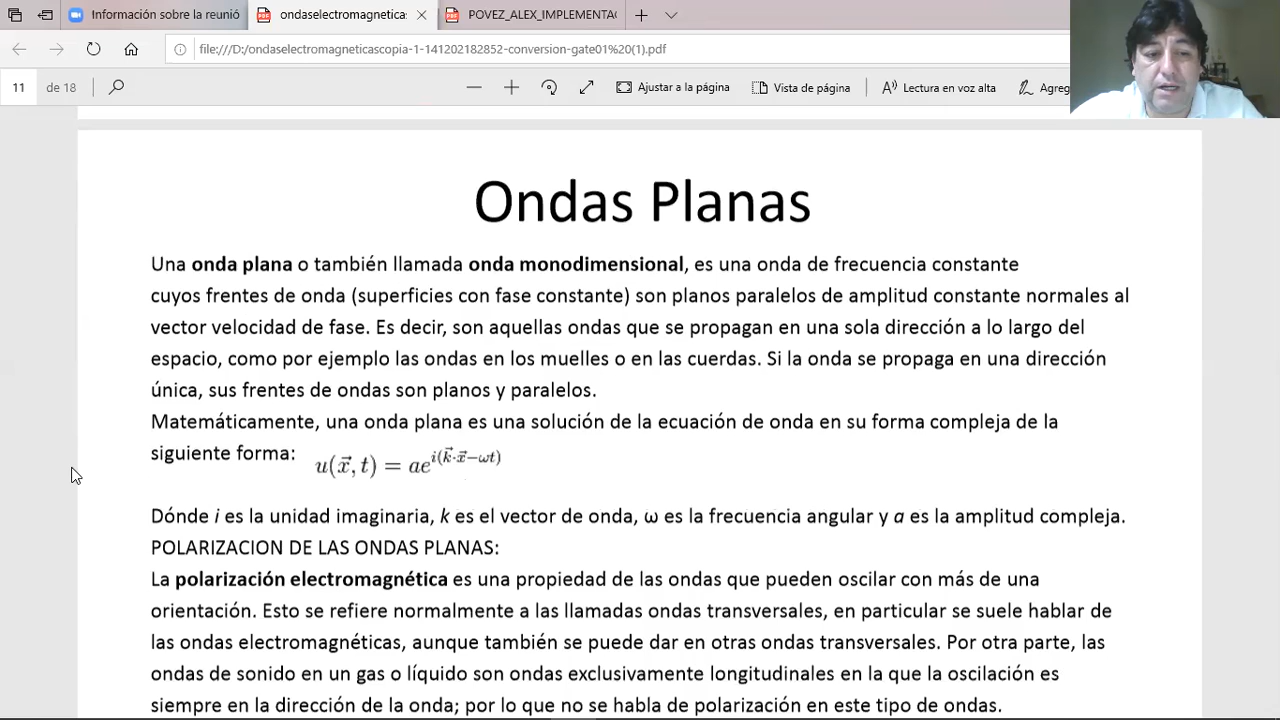 Información sobre la reunió
ondaselectromagnetica:
POVEZ_ALEX_IMPLEMENTAC
file:///D:/ondaselectromagneticascopia-1-141202182852-conversion-gate01%20(1).pdf
11 de 18
Ajustar a la página
Vista de página
Lectura en voz alta
Agreg
Ondas Planas
Una onda plana o también llamada onda monodimensional, es una onda de frecuencia constante
cuyos frentes de onda (superficies con fase constante) son planos paralelos de amplitud constante normales al
vector velocidad de fase. Es decir, son aquellas ondas que se propagan en una sola dirección a lo largo del
espacio, como por ejemplo las ondas en los muelles o en las cuerdas. Si la onda se propaga en una dirección
única, sus frentes de ondas son planos y paralelos.
Matemáticamente, una onda plana es una solución de la ecuación de onda en su forma compleja de la
siguiente forma: u(x⃗, t) = ae^{i(k⃗·x⃗−ωt)}
Dónde i es la unidad imaginaria, k es el vector de onda, ω es la frecuencia angular y a es la amplitud compleja.
POLARIZACION DE LAS ONDAS PLANAS:
La polarización electromagnética es una propiedad de las ondas que pueden oscilar con más de una
orientación. Esto se refiere normalmente a las llamadas ondas transversales, en particular se suele hablar de
las ondas electromagnéticas, aunque también se puede dar en otras ondas transversales. Por otra parte, las
ondas de sonido en un gas o líquido son ondas exclusivamente longitudinales en la que la oscilación es
siempre en la dirección de la onda; por lo que no se habla de polarización en este tipo de ondas.